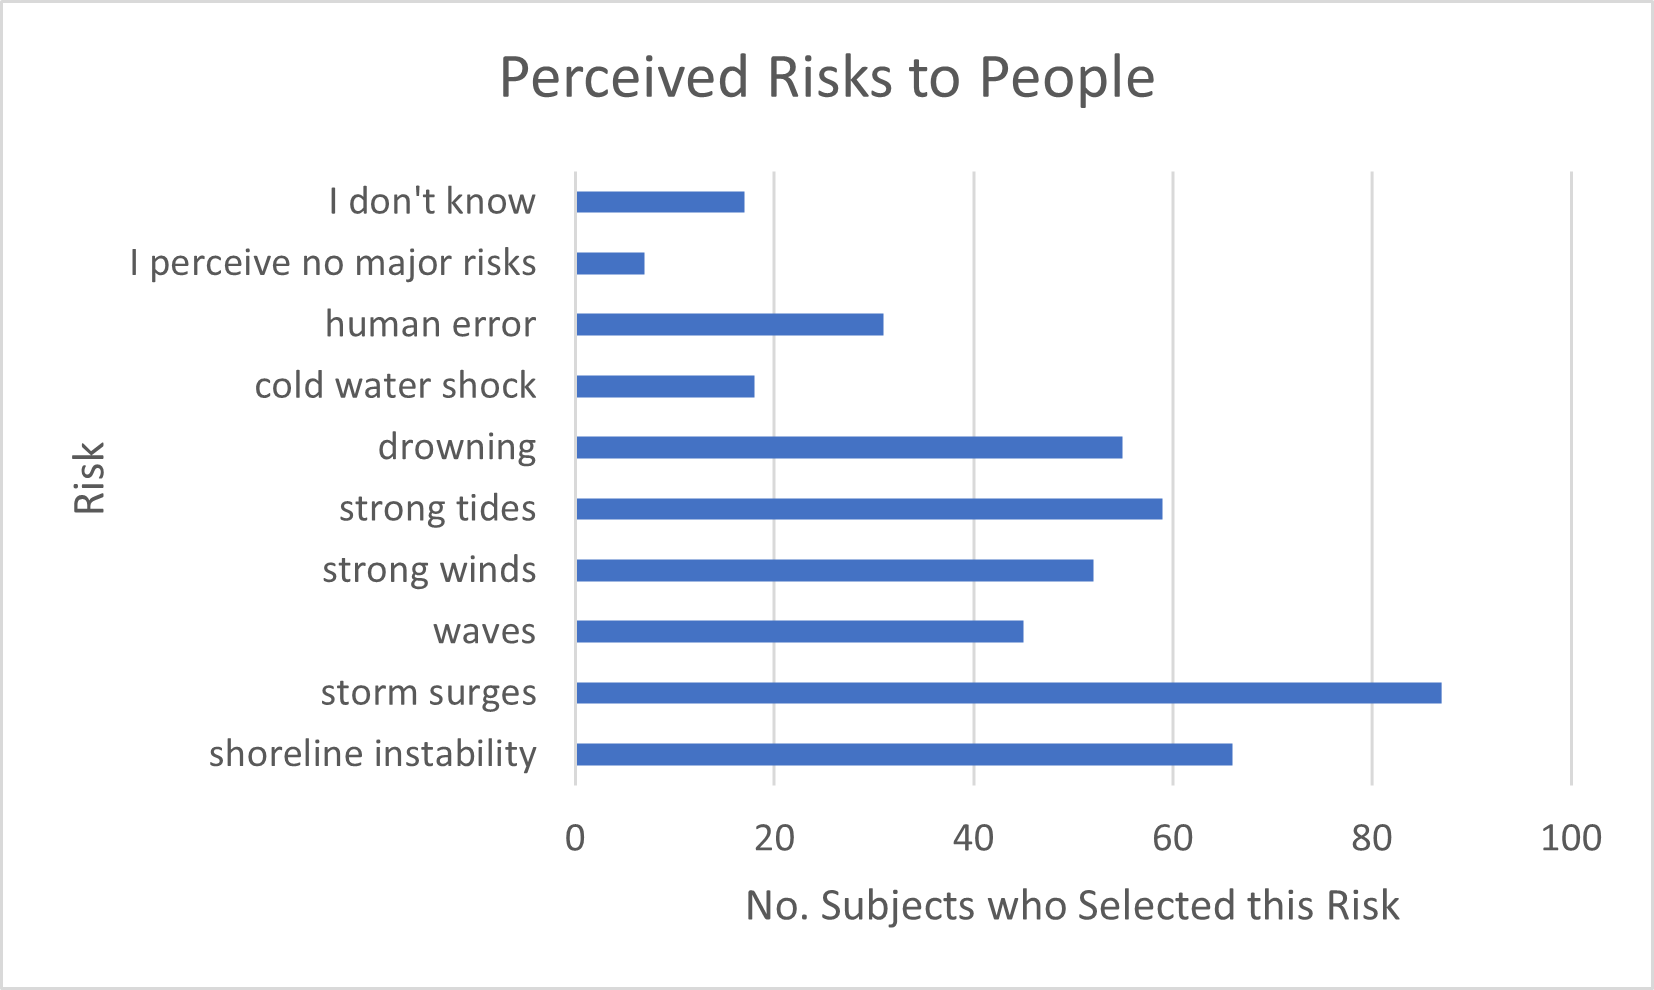 Perceived Risks to People
I don't know
I perceive no major risks
human error
cold water shock
drowning
strong tides
strong winds
waves
storm surges
shoreline instability
Risk
0 20 40 60 80 100
No. Subjects who Selected this Risk